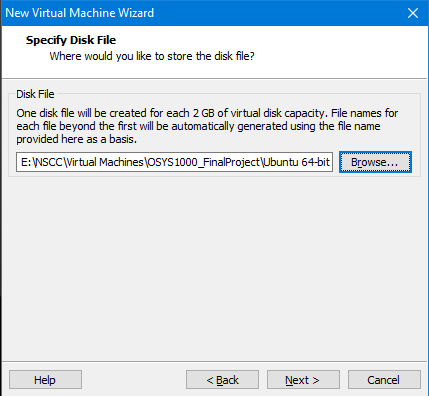 New Virtual Machine Wizard
Specify Disk File
Where would you like to store the disk file?
Disk File
One disk file will be created for each 2 GB of virtual disk capacity. File names for
each file beyond the first will be automatically generated using the file name
provided here as a basis.
E:\NSCC\Virtual Machines\OSYS1000_FinalProject\Ubuntu 64-bit Browse...
Help < Back Next > Cancel